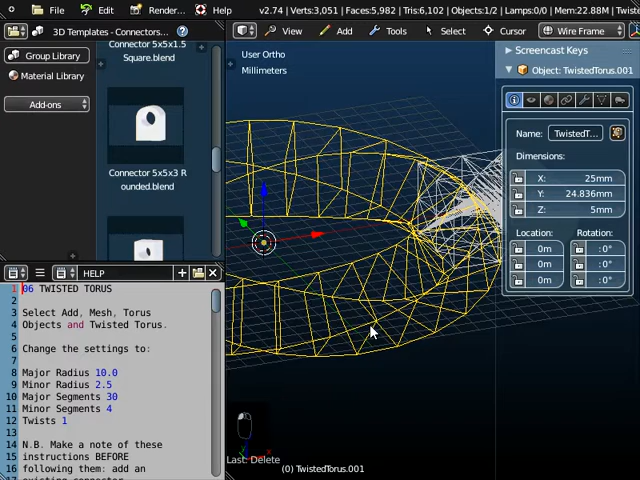 File
Edit
Render
Help
v2.74 | Verts:3,051 | Faces:5,982 | Tris:6,102 | Objects:1/2 | Lamps:0/0 | Mem:22.88M | Twiste
3D Templates - Connectors...
View
Add
Tools
Select
Cursor
Wire Frame
Group Library
Material Library
Add-ons
Connector 5x5x1.5
Square.blend
Connector 5x5x3 R
ounded.blend
User Ortho
Millimeters
Screencast Keys
Object: TwistedTorus.001
Name:
TwistedT...
Dimensions:
X: 25mm
Y: 24.836mm
Z: 5mm
Location:
Rotation:
0m
:0°
0m
:0°
0m
:0°
HELP
1 06 TWISTED TORUS
2
3 Select Add, Mesh, Torus
4 Objects and Twisted Torus.
5
6 Change the settings to:
7
8 Major Radius 10.0
9 Minor Radius 2.5
10 Major Segments 30
11 Minor Segments 4
12 Twists 1
13
14 N.B. Make a note of these
15 instructions BEFORE
16 following them: add an
17 existing connector
Last: Delete
(0) TwistedTorus.001